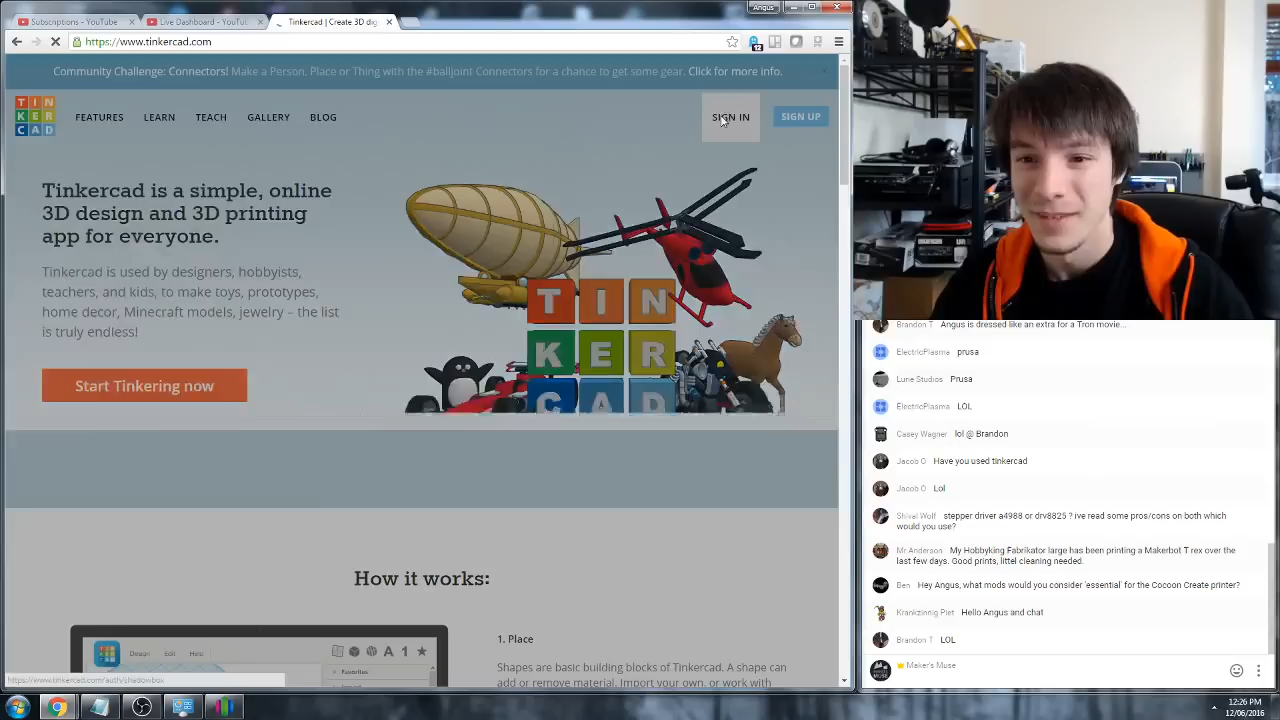 Angus
Subscriptions - YouTube
Live Dashboard - YouTu
Tinkercad | Create 3D dig
https://www.tinkercad.com
12
Community Challenge: Connectors! Make a Person, Place or Thing with the #balljoint Connectors for a chance to get some gear. Click for more info.
TINKERCAD
FEATURES LEARN TEACH GALLERY BLOG
SIGN IN
SIGN UP
Tinkercad is a simple, online
3D design and 3D printing
app for everyone.
Tinkercad is used by designers, hobbyists,
teachers, and kids, to make toys, prototypes,
home decor, Minecraft models, jewelry – the list
is truly endless!
Start Tinkering now
TIN
KER
CAD
How it works:
Design Edit Help
Favorites
1. Place
Shapes are basic building blocks of Tinkercad. A shape can
add or remove material. Import your own, or work with
https://tinkercad.com/auth/shadowbox
Brandon T Angus is dressed like an extra for a Tron movie...
ElectricPlasma prusa
Lune Studios Prusa
ElectricPlasma LOL
Casey Wagner lol @ Brandon
Jacob O Have you used tinkercad
Jacob O Lol
Shival Wolf stepper driver a4988 or drv8825 ? ive read some pros/cons on both which
would you use?
Mr Anderson My Hobbyking Fabrikator large has been printing a Makerbot T rex over the
last few days. Good prints, littel cleaning needed.
Ben Hey Angus, what mods would you consider 'essential' for the Cocoon Create printer?
Krankzinnig Piet Hello Angus and chat
Brandon T LOL
Maker's Muse
12:26 PM
12/06/2016